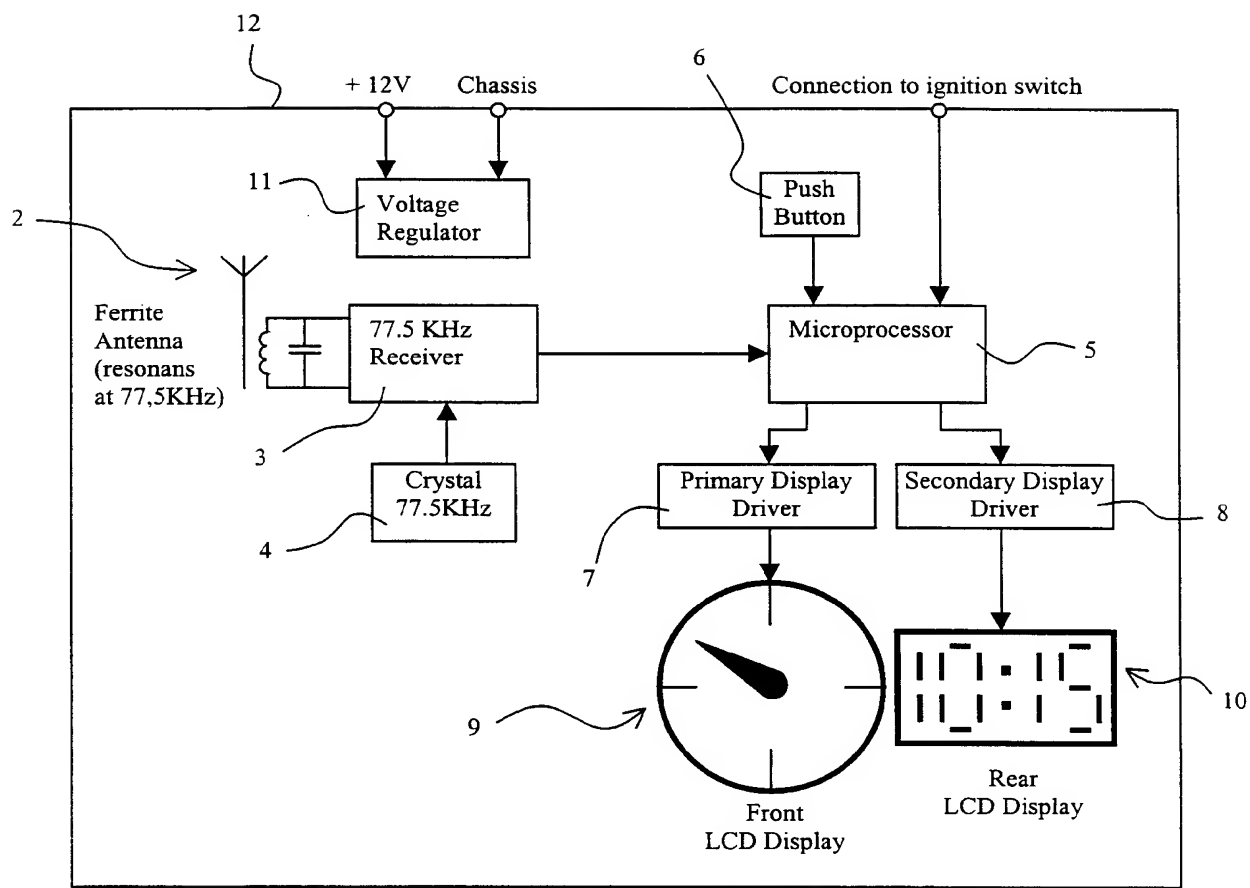 12
+ 12V
Chassis
6
Connection to ignition switch
11
Voltage
Regulator
Push
Button
2
Ferrite
Antenna
(resonans
at 77,5KHz)
77.5 KHz
Receiver
Microprocessor
5
3
Crystal
77.5KHz
4
Primary Display
Driver
Secondary Display
Driver
7
8
9
10:15
10
Front
LCD Display
Rear
LCD Display